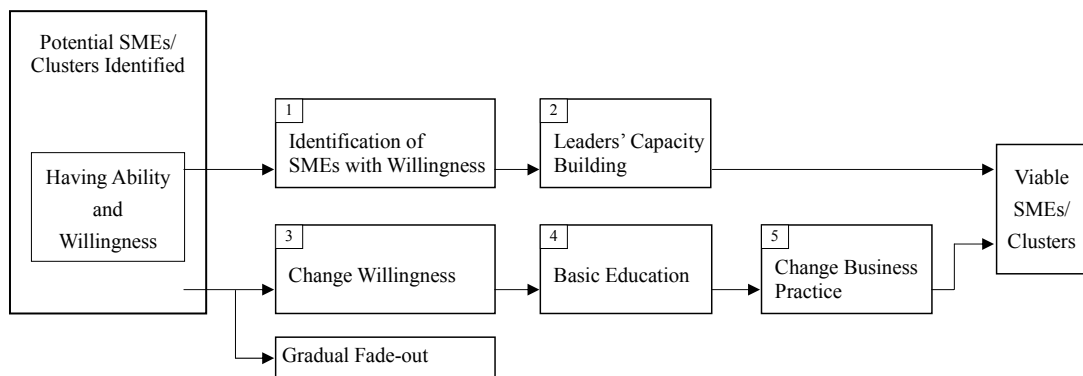 Potential SMEs/
Clusters Identified
Having Ability
and
Willingness
1
Identification of
SMEs with Willingness
2
Leaders’ Capacity
Building
3
Change Willingness
4
Basic Education
5
Change Business
Practice
Gradual Fade-out
Viable
SMEs/
Clusters